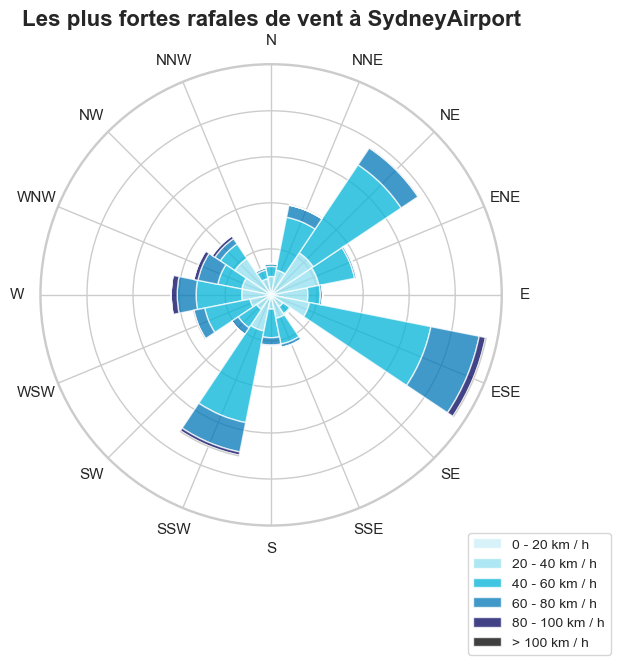 Les plus fortes rafales de vent à SydneyAirport
N
NNW
NNE
NW
NE
WNW
ENE
W
E
WSW
ESE
SW
SE
SSW
SSE
S
0 - 20 km / h
20 - 40 km / h
40 - 60 km / h
60 - 80 km / h
80 - 100 km / h
> 100 km / h